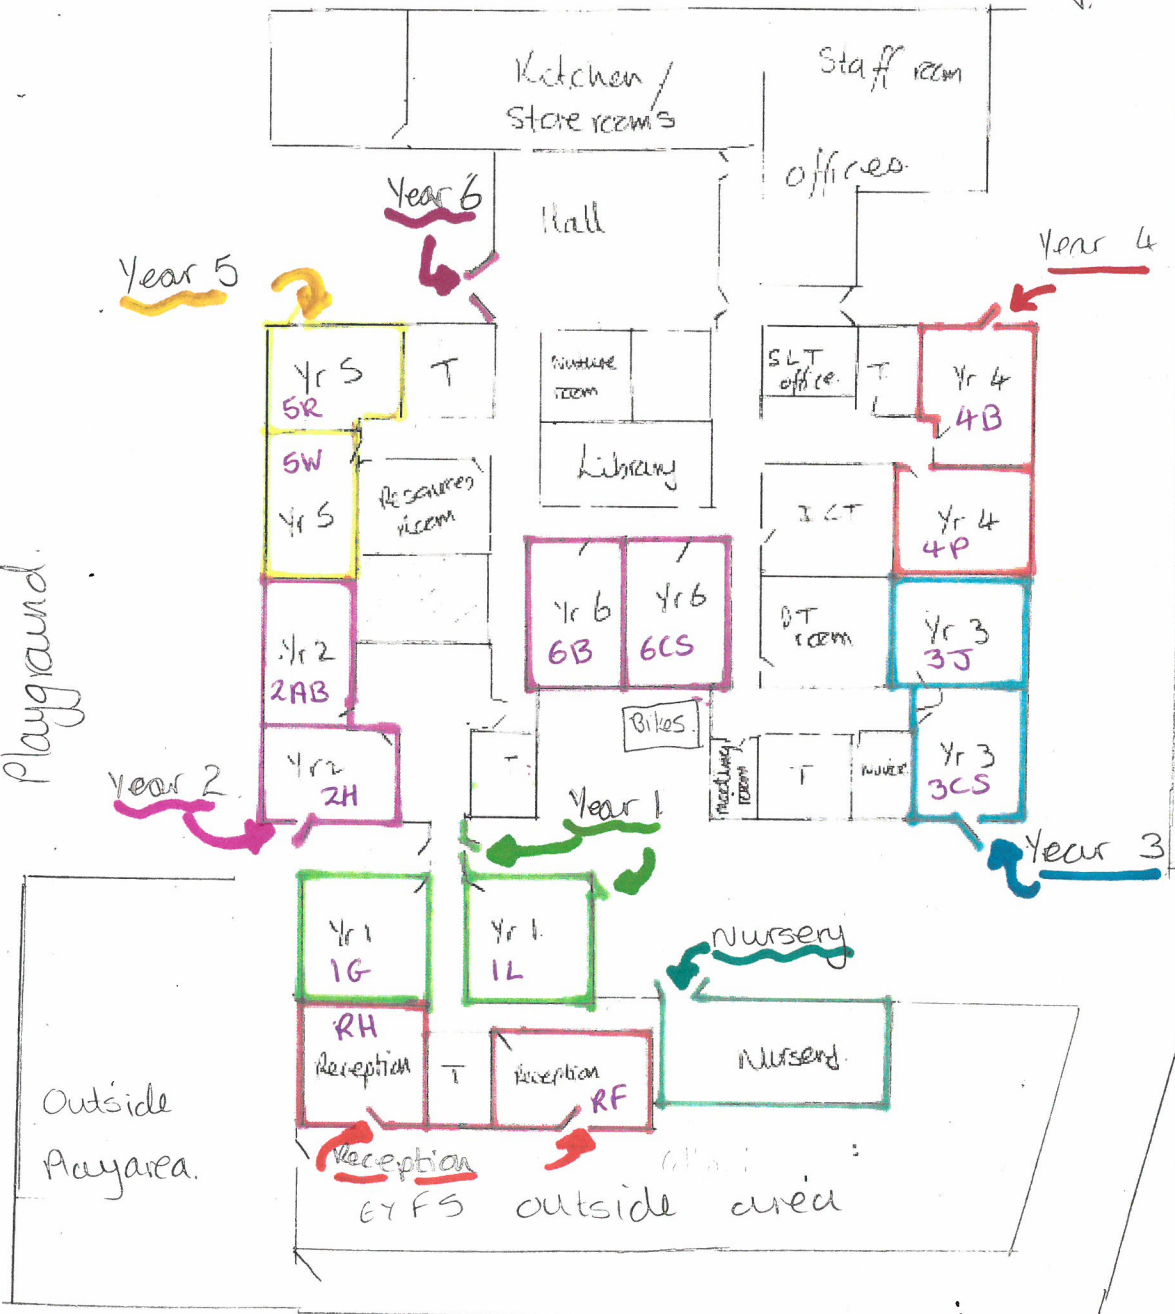 Kitchen /
Store rooms
Staff room
offices.
Year 6
Hall
Year 4
Year 5
Yr 5
5R
T
Nurture
room
SLT
office.
T
Yr 4
4B
5W
Yr 5
Resources
room
Library
ICT
Yr 4
4P
Playground.
Yr 2
2AB
Yr 6
6B
Yr 6
6CS
DT
room
Yr 3
3J
Bikes.
Yr 2
2H
T
meeting
room
T
Yr 3
3CS
Year 2
Year 1
Year 3
Yr 1
1G
Yr 1.
1L
Nursery
RH
Reception
T
Reception
RF
Nursery.
Outside
Playarea.
Reception
EYFS outside area